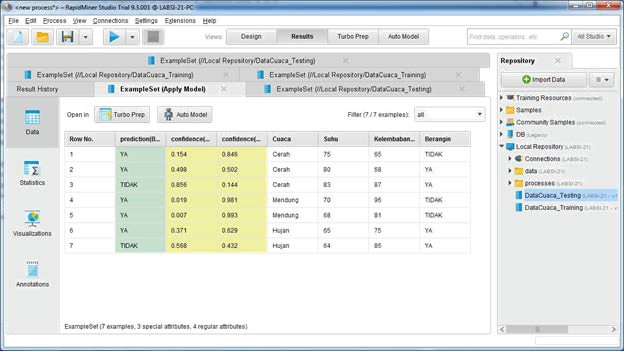 <new process*> – RapidMiner Studio Trial 9.3.001 @ LABSI-21-PC
File Edit Process View Connections Settings Extensions Help
Views: Design Results Turbo Prep Auto Model
Find data, operators...etc All Studio
ExampleSet (//Local Repository/DataCuaca_Testing)
ExampleSet (//Local Repository/DataCuaca_Training) ExampleSet (//Local Repository/DataCuaca_Training)
Result History ExampleSet (Apply Model) ExampleSet (//Local Repository/DataCuaca_Testing)
Open in Turbo Prep Auto Model Filter (7 / 7 examples): all
Row No. prediction(B... confidence(... confidence(... Cuaca Suhu Kelembaban... Berangin
1 YA 0.154 0.846 Cerah 75 65 TIDAK
2 YA 0.498 0.502 Cerah 80 68 YA
3 TIDAK 0.856 0.144 Cerah 83 87 YA
4 YA 0.019 0.981 Mendung 70 96 TIDAK
5 YA 0.007 0.993 Mendung 68 81 TIDAK
6 YA 0.371 0.629 Hujan 65 75 YA
7 TIDAK 0.568 0.432 Hujan 64 85 YA
ExampleSet (7 examples, 3 special attributes, 4 regular attributes)
Data
Statistics
Visualizations
Annotations
Repository
Import Data
Training Resources (connected)
Samples
Community Samples (connected)
DB (Legacy)
Local Repository (LABSI-21)
Connections (LABSI-21)
data (LABSI-21)
processes (LABSI-21)
DataCuaca_Testing (LABSI-21 – v1
DataCuaca_Training (LABSI-21 – v